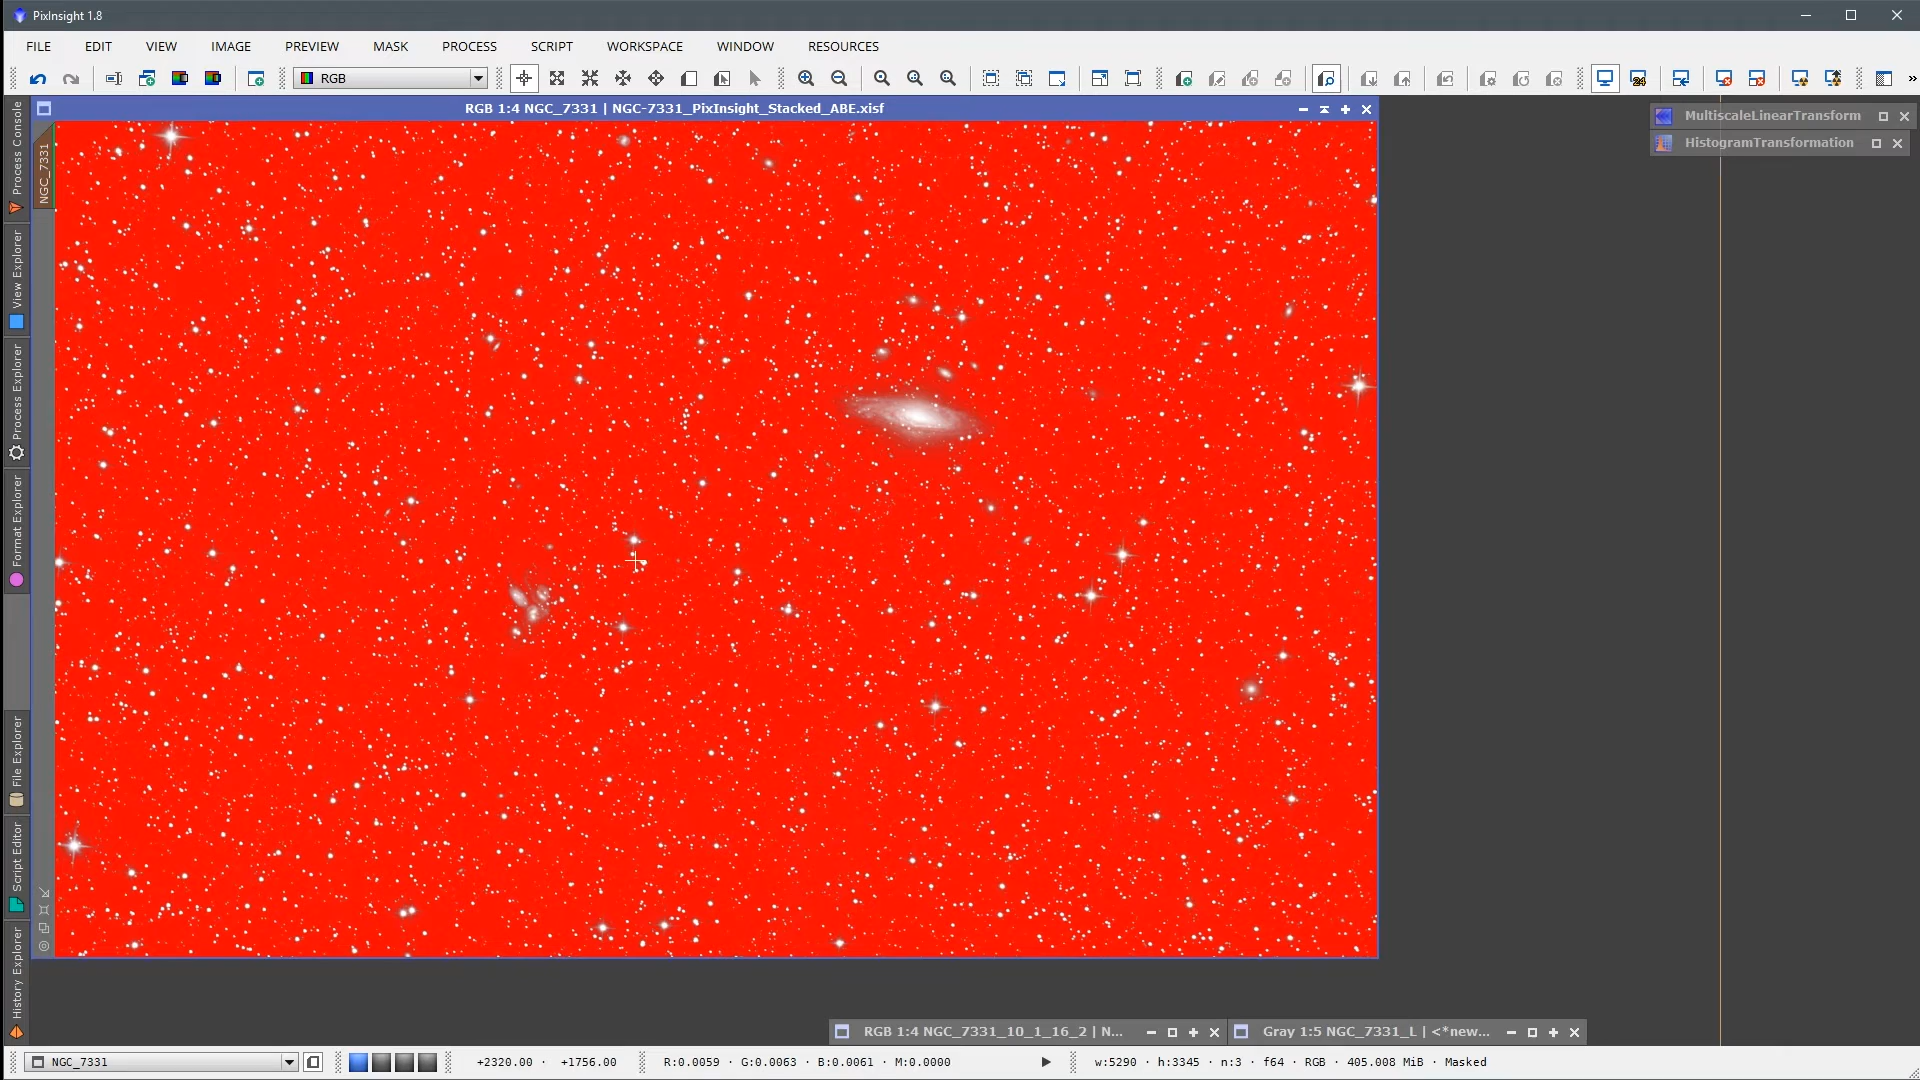 PixInsight 1.8
FILE EDIT VIEW IMAGE PREVIEW MASK PROCESS SCRIPT WORKSPACE WINDOW RESOURCES
RGB
24
RGB 1:4 NGC_7331 | NGC-7331_PixInsight_Stacked_ABE.xisf
MultiscaleLinearTransform
HistogramTransformation
NGC_7331
Process Console
View Explorer
Process Explorer
Format Explorer
File Explorer
Script Editor
History Explorer
RGB 1:4 NGC_7331_10_1_16_2 | N...
Gray 1:5 NGC_7331_L | <*new...
NGC_7331
+2320.00 · +1756.00
R:0.0059 · G:0.0063 · B:0.0061 · M:0.0000
w:5290 · h:3345 · n:3 · f64 · RGB · 405.008 MiB · Masked